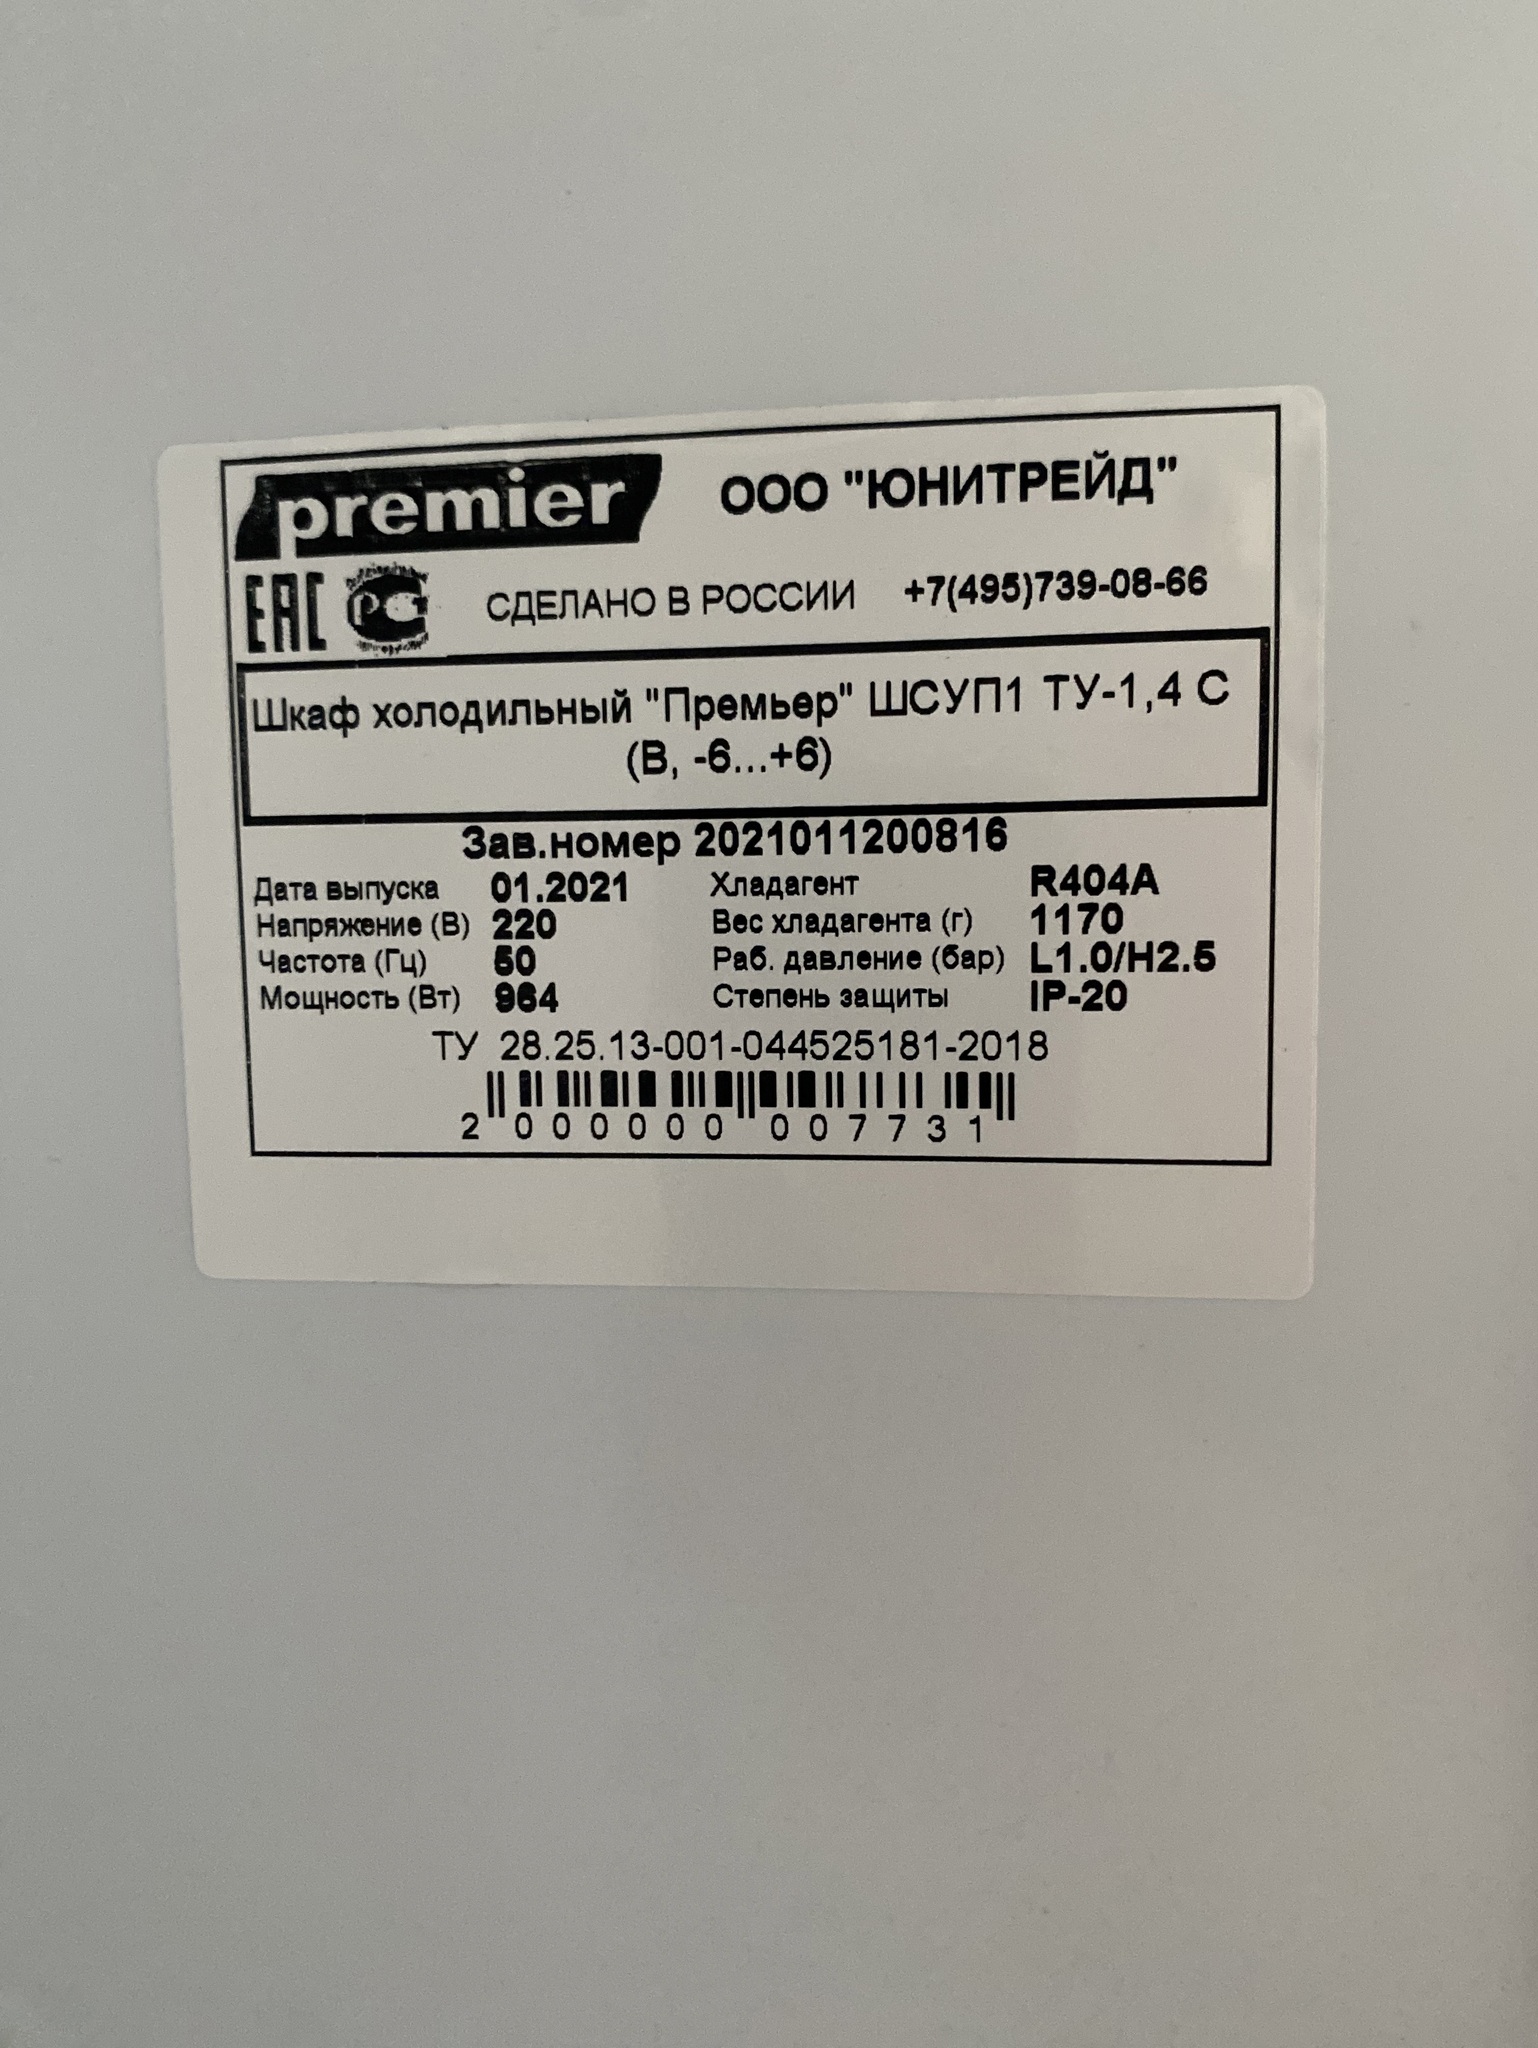 premier ООО "ЮНИТРЕЙД"
ЕАС РС СДЕЛАНО В РОССИИ +7(495)739-08-66
Шкаф холодильный "Премьер" ШСУП1 ТУ-1,4 С
(В, -6...+6)
Зав.номер 2021011200816
Дата выпуска 01.2021 Хладагент R404A
Напряжение (В) 220 Вес хладагента (г) 1170
Частота (Гц) 50 Раб. давление (бар) L1.0/H2.5
Мощность (Вт) 964 Степень защиты IP-20
ТУ 28.25.13-001-044525181-2018
2 000000 007731